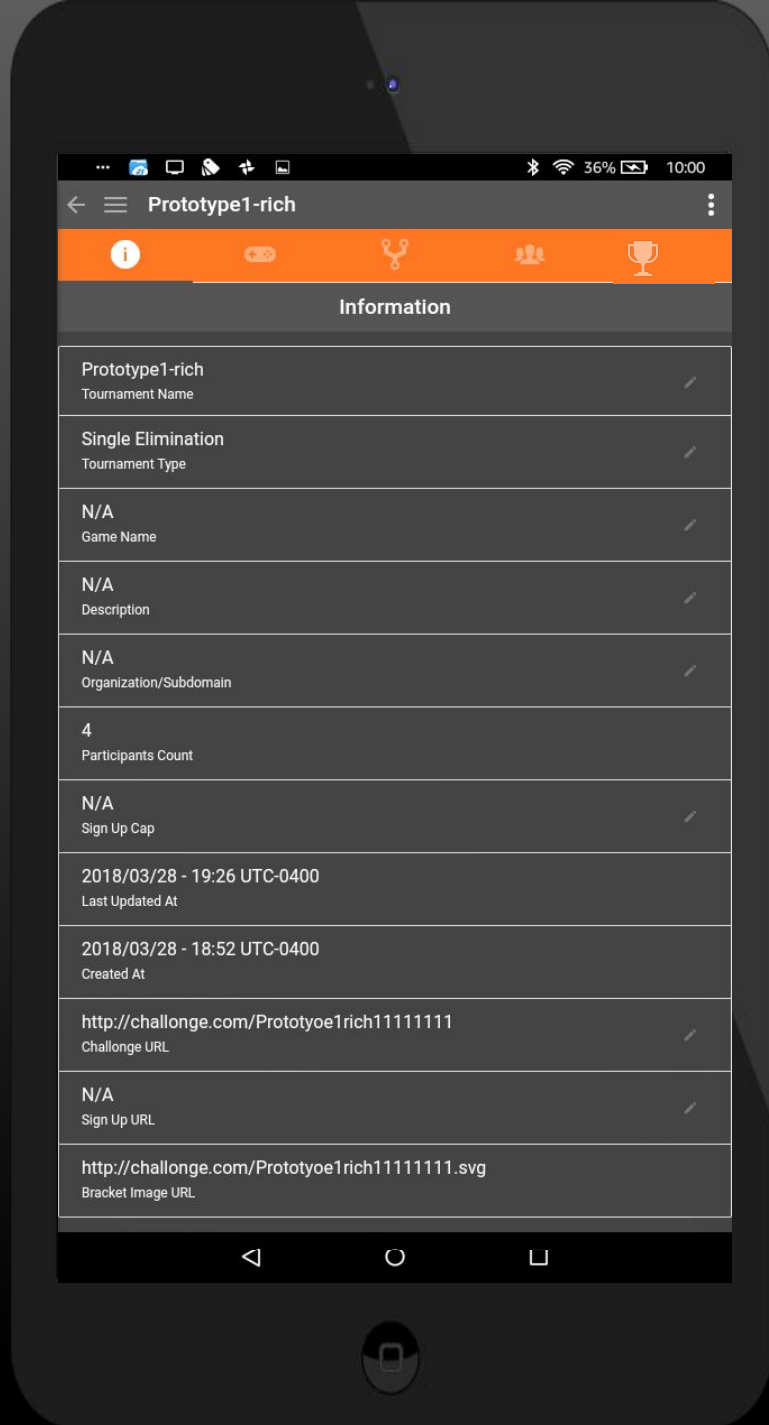 36% 10:00
Prototype1-rich
Information
Prototype1-rich
Tournament Name
Single Elimination
Tournament Type
N/A
Game Name
N/A
Description
N/A
Organization/Subdomain
4
Participants Count
N/A
Sign Up Cap
2018/03/28 - 19:26 UTC-0400
Last Updated At
2018/03/28 - 18:52 UTC-0400
Created At
http://challonge.com/Prototyoe1rich11111111
Challonge URL
N/A
Sign Up URL
http://challonge.com/Prototyoe1rich11111111.svg
Bracket Image URL